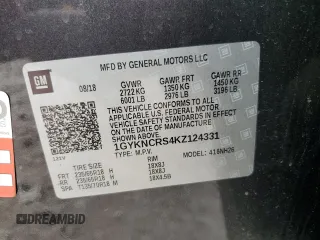 GM
MFD BY GENERAL MOTORS LLC
08/18 GVWR GAWR FRT GAWR RR
2722 KG 1350 KG 1450 KG
6001 LB 2976 LB 3196 LB
THIS VEHICLE CONFORMS TO ALL APPLICABLE
U.S. FEDERAL MOTOR VEHICLE SAFETY, BUMPER,
AND THEFT PREVENTION STANDARDS IN
EFFECT ON THE DATE OF MANUFACTURE
SHOWN ABOVE.
1GYKNCRS4KZ124331
TYPE: M.P.V.
TIRE SIZE RIM
FRT 235/65R18 H 18X8J
RR 235/65R18 H 18X8J
SPA T135/70R18 M 18X4.5B